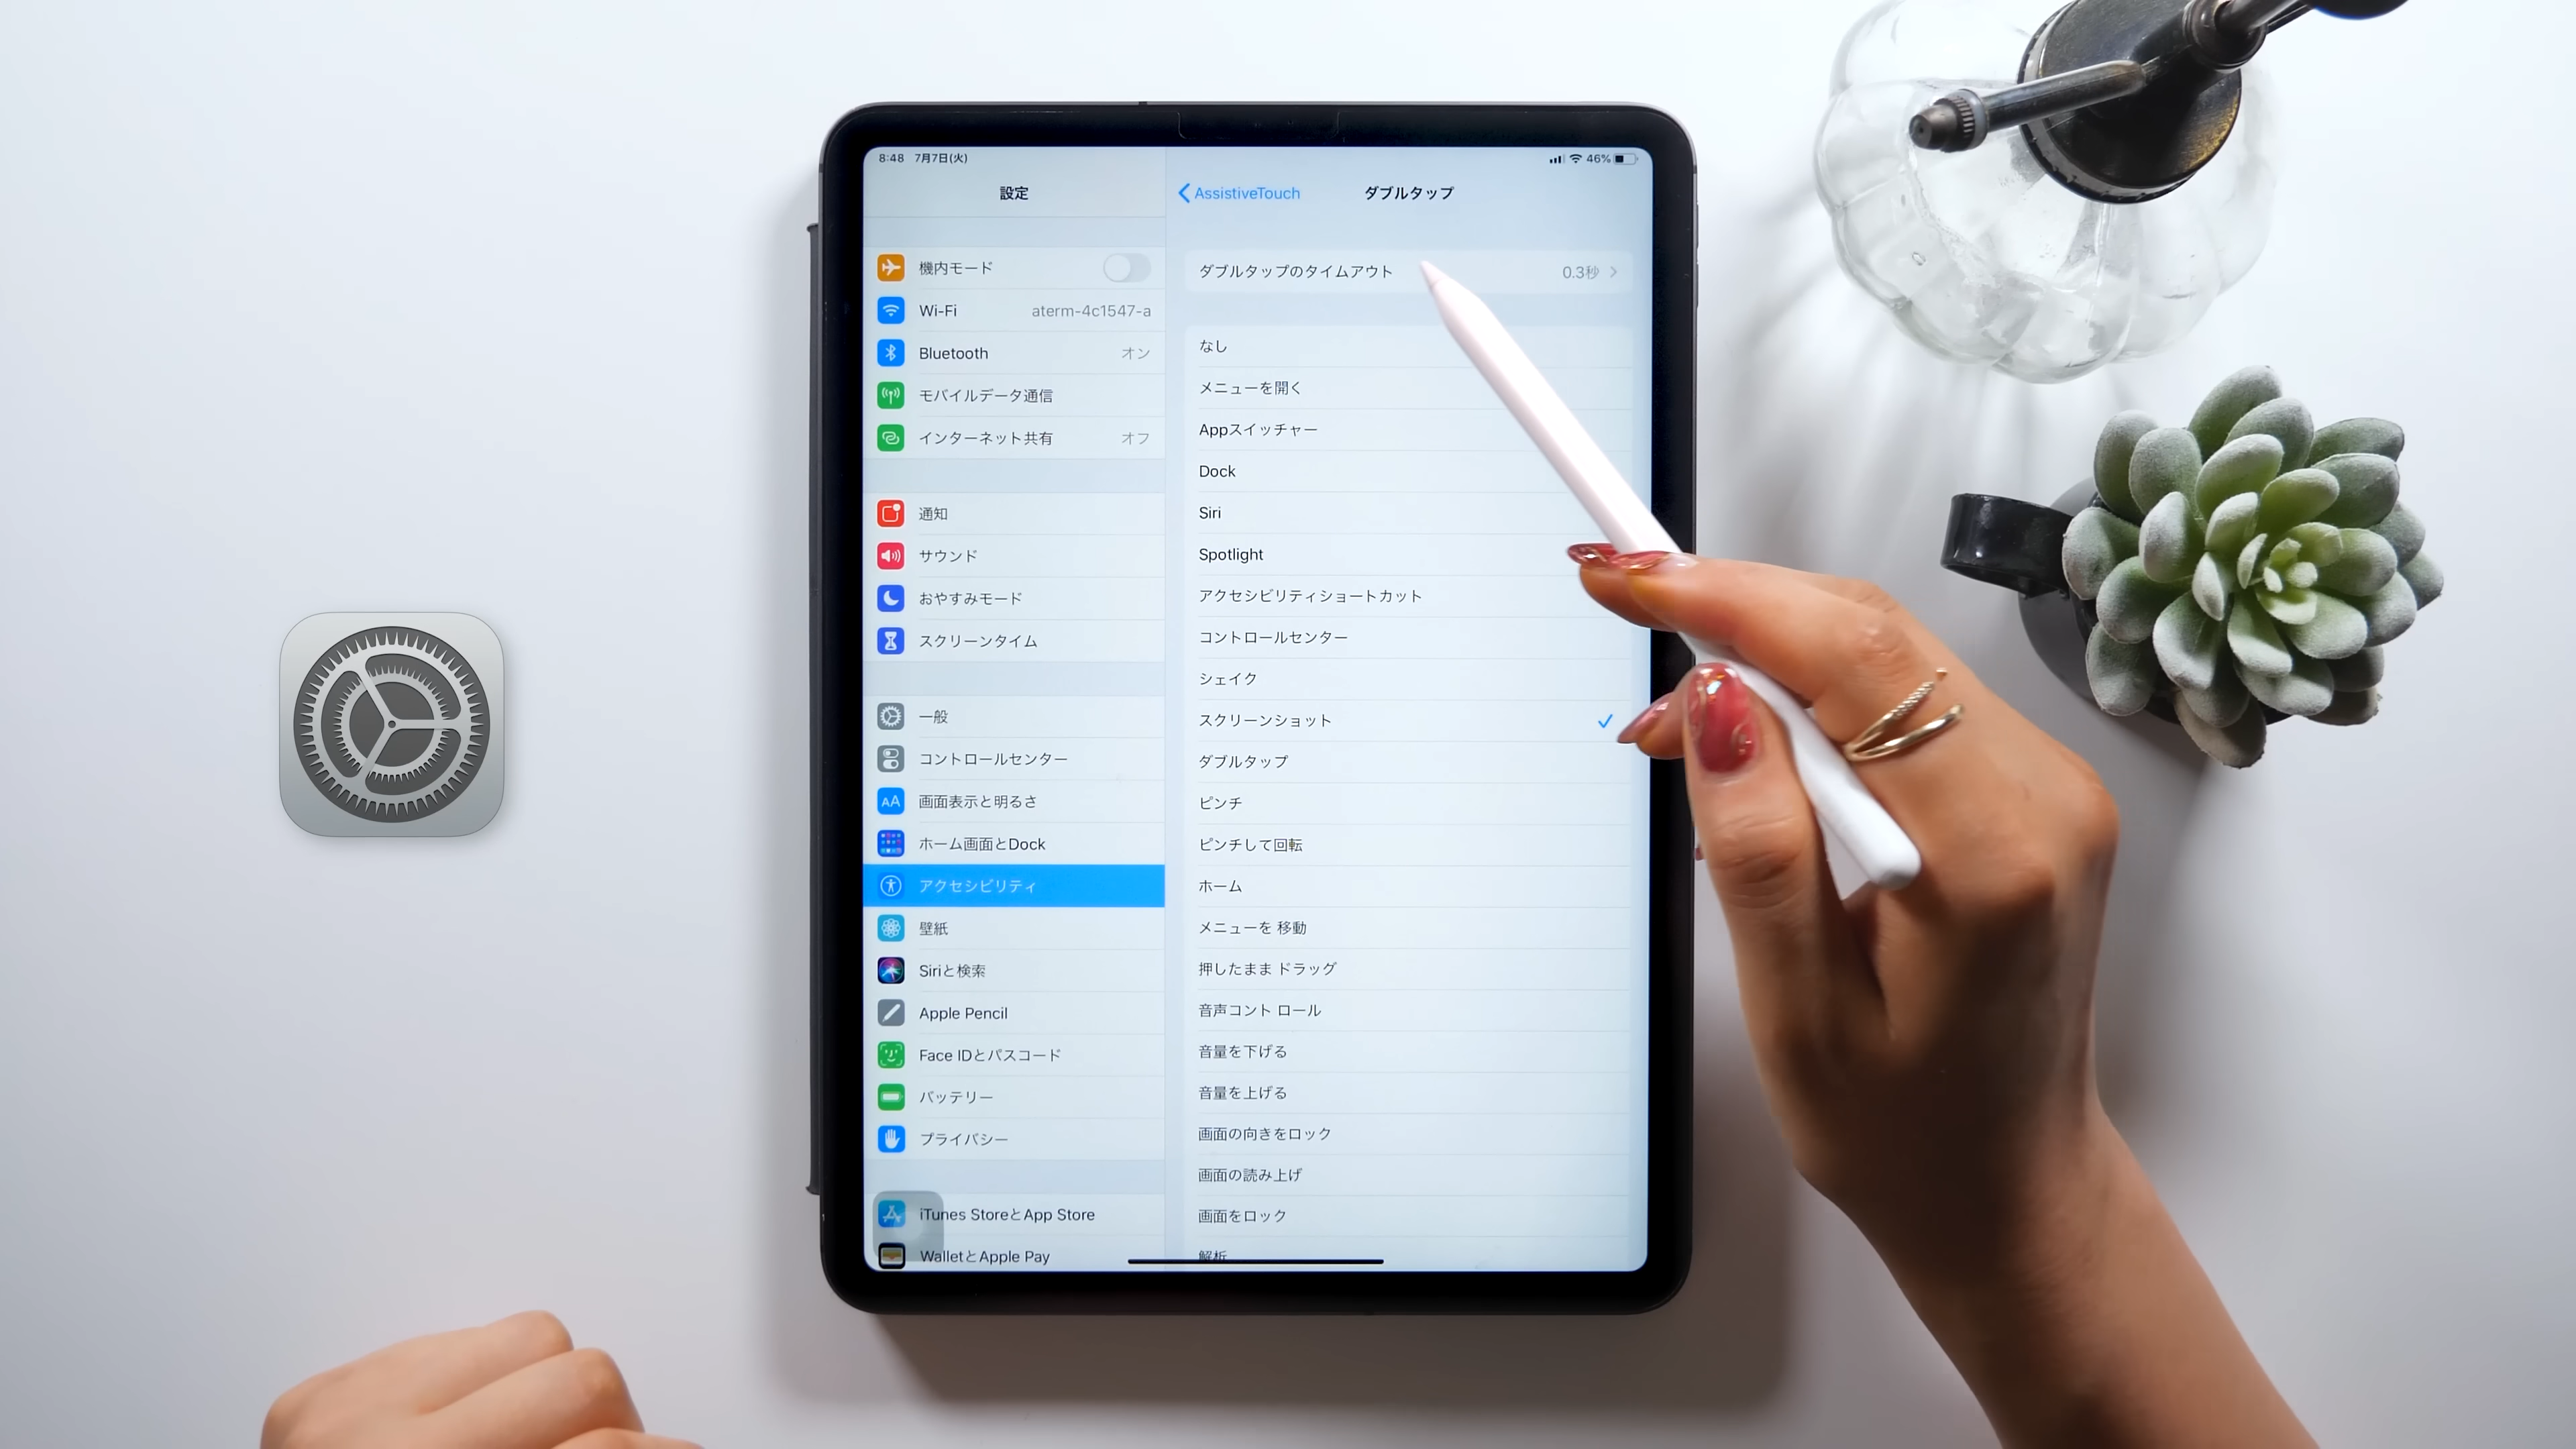 8:48 7月7日(火)
46%
設定
機内モード
Wi-Fi aterm-4c1547-a
Bluetooth オン
モバイルデータ通信
インターネット共有 オフ
通知
サウンド
おやすみモード
スクリーンタイム
一般
コントロールセンター
AA 画面表示と明るさ
ホーム画面とDock
アクセシビリティ
壁紙
Siriと検索
Apple Pencil
Face IDとパスコード
バッテリー
プライバシー
iTunes StoreとApp Store
WalletとApple Pay
AssistiveTouch ダブルタップ
ダブルタップのタイムアウト 0.3秒
なし
メニューを開く
Appスイッチャー
Dock
Siri
Spotlight
アクセシビリティショートカット
コントロールセンター
シェイク
スクリーンショット
ダブルタップ
ピンチ
ピンチして回転
ホーム
メニューを 移動
押したまま ドラッグ
音声コント ロール
音量を下げる
音量を上げる
画面の向きをロック
画面の読み上げ
画面をロック
解析